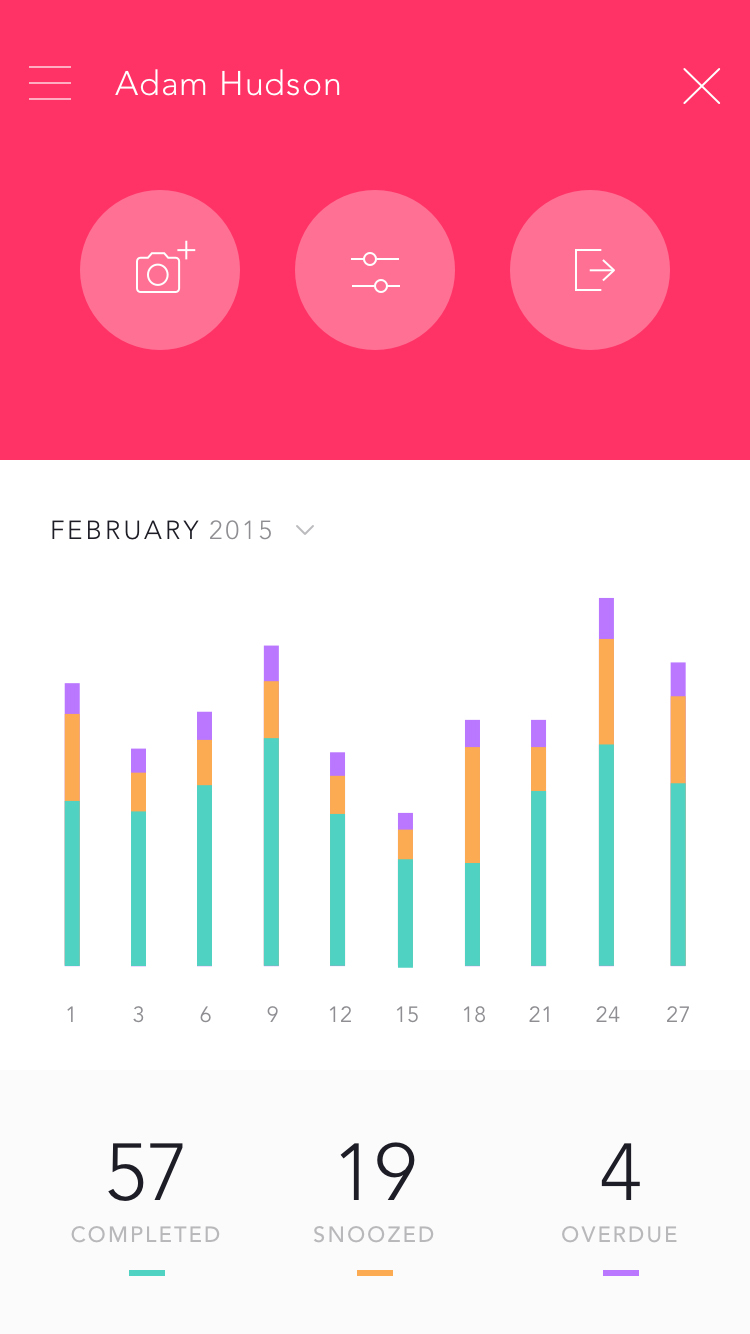 Adam Hudson
FEBRUARY 2015
1 3 6 9 12 15 18 21 24 27
57 19 4
COMPLETED SNOOZED OVERDUE